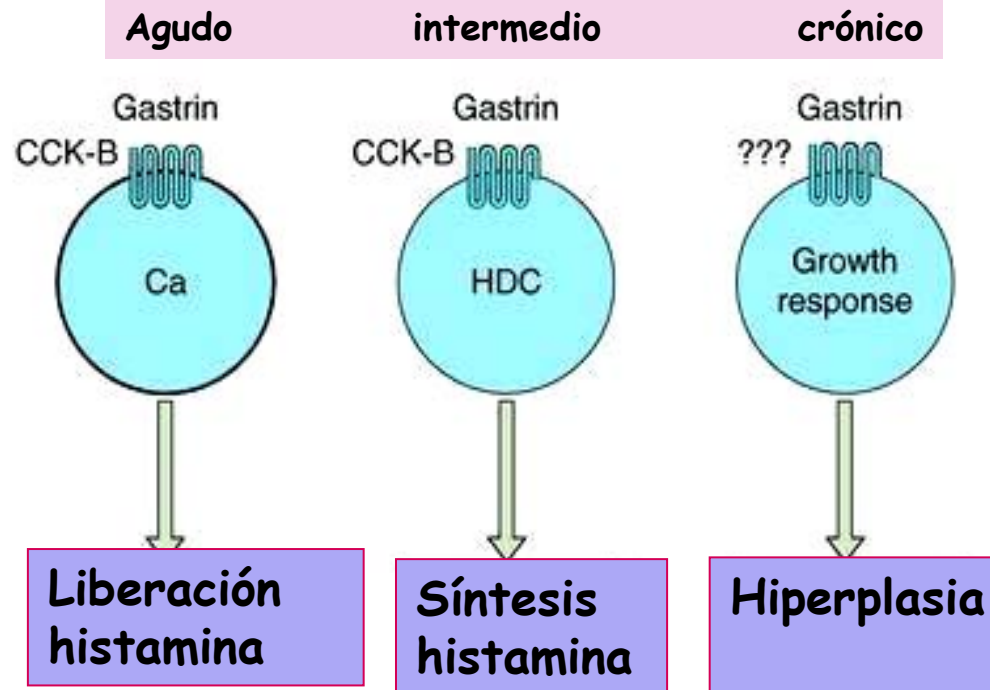 Agudo intermedio crónico
Gastrin Gastrin Gastrin
CCK-B CCK-B ???
Ca HDC Growth
response
Liberación
histamina
Síntesis
histamina
Hiperplasia